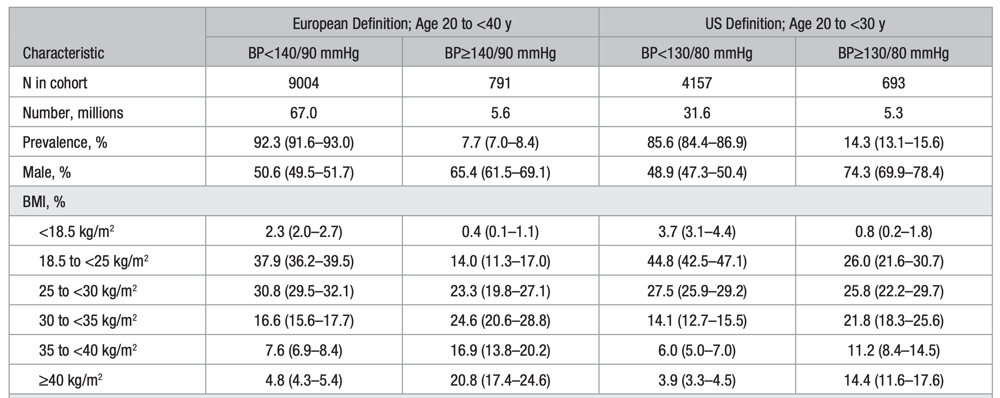 European Definition; Age 20 to <40 y US Definition; Age 20 to <30 y
Characteristic BP<140/90 mmHg BP≥140/90 mmHg BP<130/80 mmHg BP≥130/80 mmHg
N in cohort 9004 791 4157 693
Number, millions 67.0 5.6 31.6 5.3
Prevalence, % 92.3 (91.6–93.0) 7.7 (7.0–8.4) 85.6 (84.4–86.9) 14.3 (13.1–15.6)
Male, % 50.6 (49.5–51.7) 65.4 (61.5–69.1) 48.9 (47.3–50.4) 74.3 (69.9–78.4)
BMI, %
<18.5 kg/m² 2.3 (2.0–2.7) 0.4 (0.1–1.1) 3.7 (3.1–4.4) 0.8 (0.2–1.8)
18.5 to <25 kg/m² 37.9 (36.2–39.5) 14.0 (11.3–17.0) 44.8 (42.5–47.1) 26.0 (21.6–30.7)
25 to <30 kg/m² 30.8 (29.5–32.1) 23.3 (19.8–27.1) 27.5 (25.9–29.2) 25.8 (22.2–29.7)
30 to <35 kg/m² 16.6 (15.6–17.7) 24.6 (20.6–28.8) 14.1 (12.7–15.5) 21.8 (18.3–25.6)
35 to <40 kg/m² 7.6 (6.9–8.4) 16.9 (13.8–20.2) 6.0 (5.0–7.0) 11.2 (8.4–14.5)
≥40 kg/m² 4.8 (4.3–5.4) 20.8 (17.4–24.6) 3.9 (3.3–4.5) 14.4 (11.6–17.6)